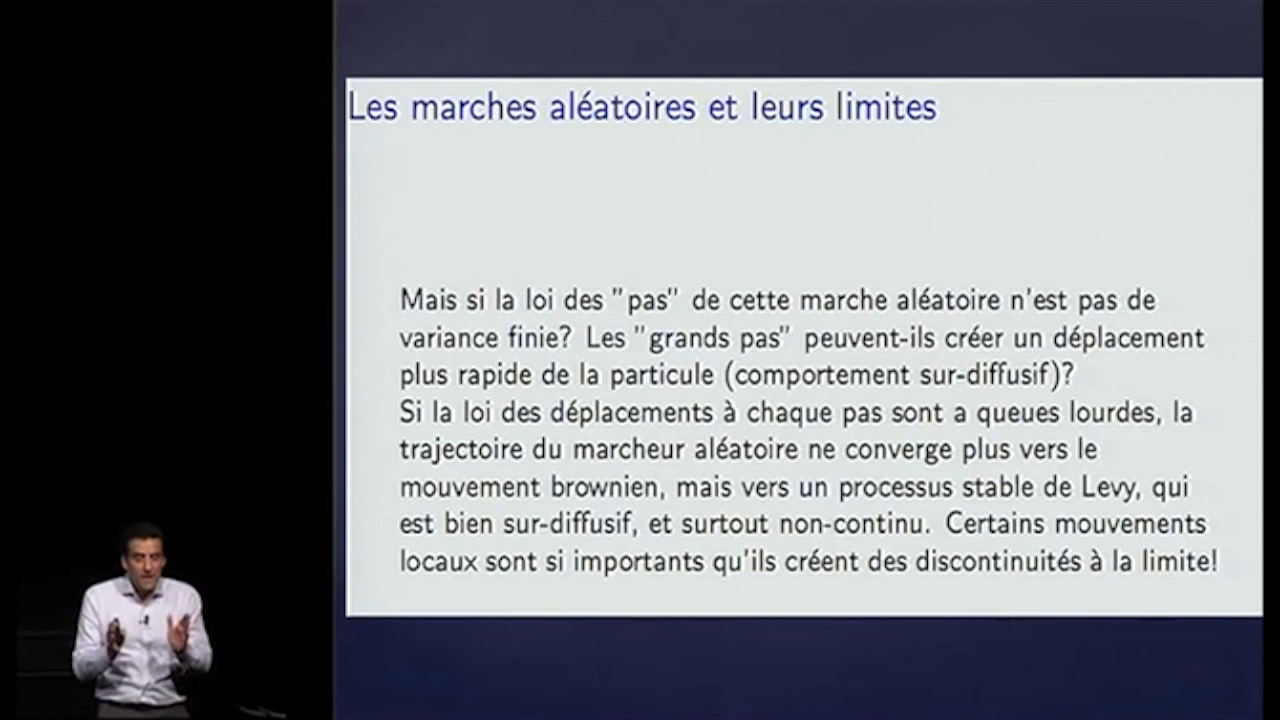 Les marches aléatoires et leurs limites
Mais si la loi des "pas" de cette marche aléatoire n'est pas de
variance finie? Les "grands pas" peuvent-ils créer un déplacement
plus rapide de la particule (comportement sur-diffusif)?
Si la loi des déplacements à chaque pas sont a queues lourdes, la
trajectoire du marcheur aléatoire ne converge plus vers le
mouvement brownien, mais vers un processus stable de Levy, qui
est bien sur-diffusif, et surtout non-continu. Certains mouvements
locaux sont si importants qu'ils créent des discontinuités à la limite!